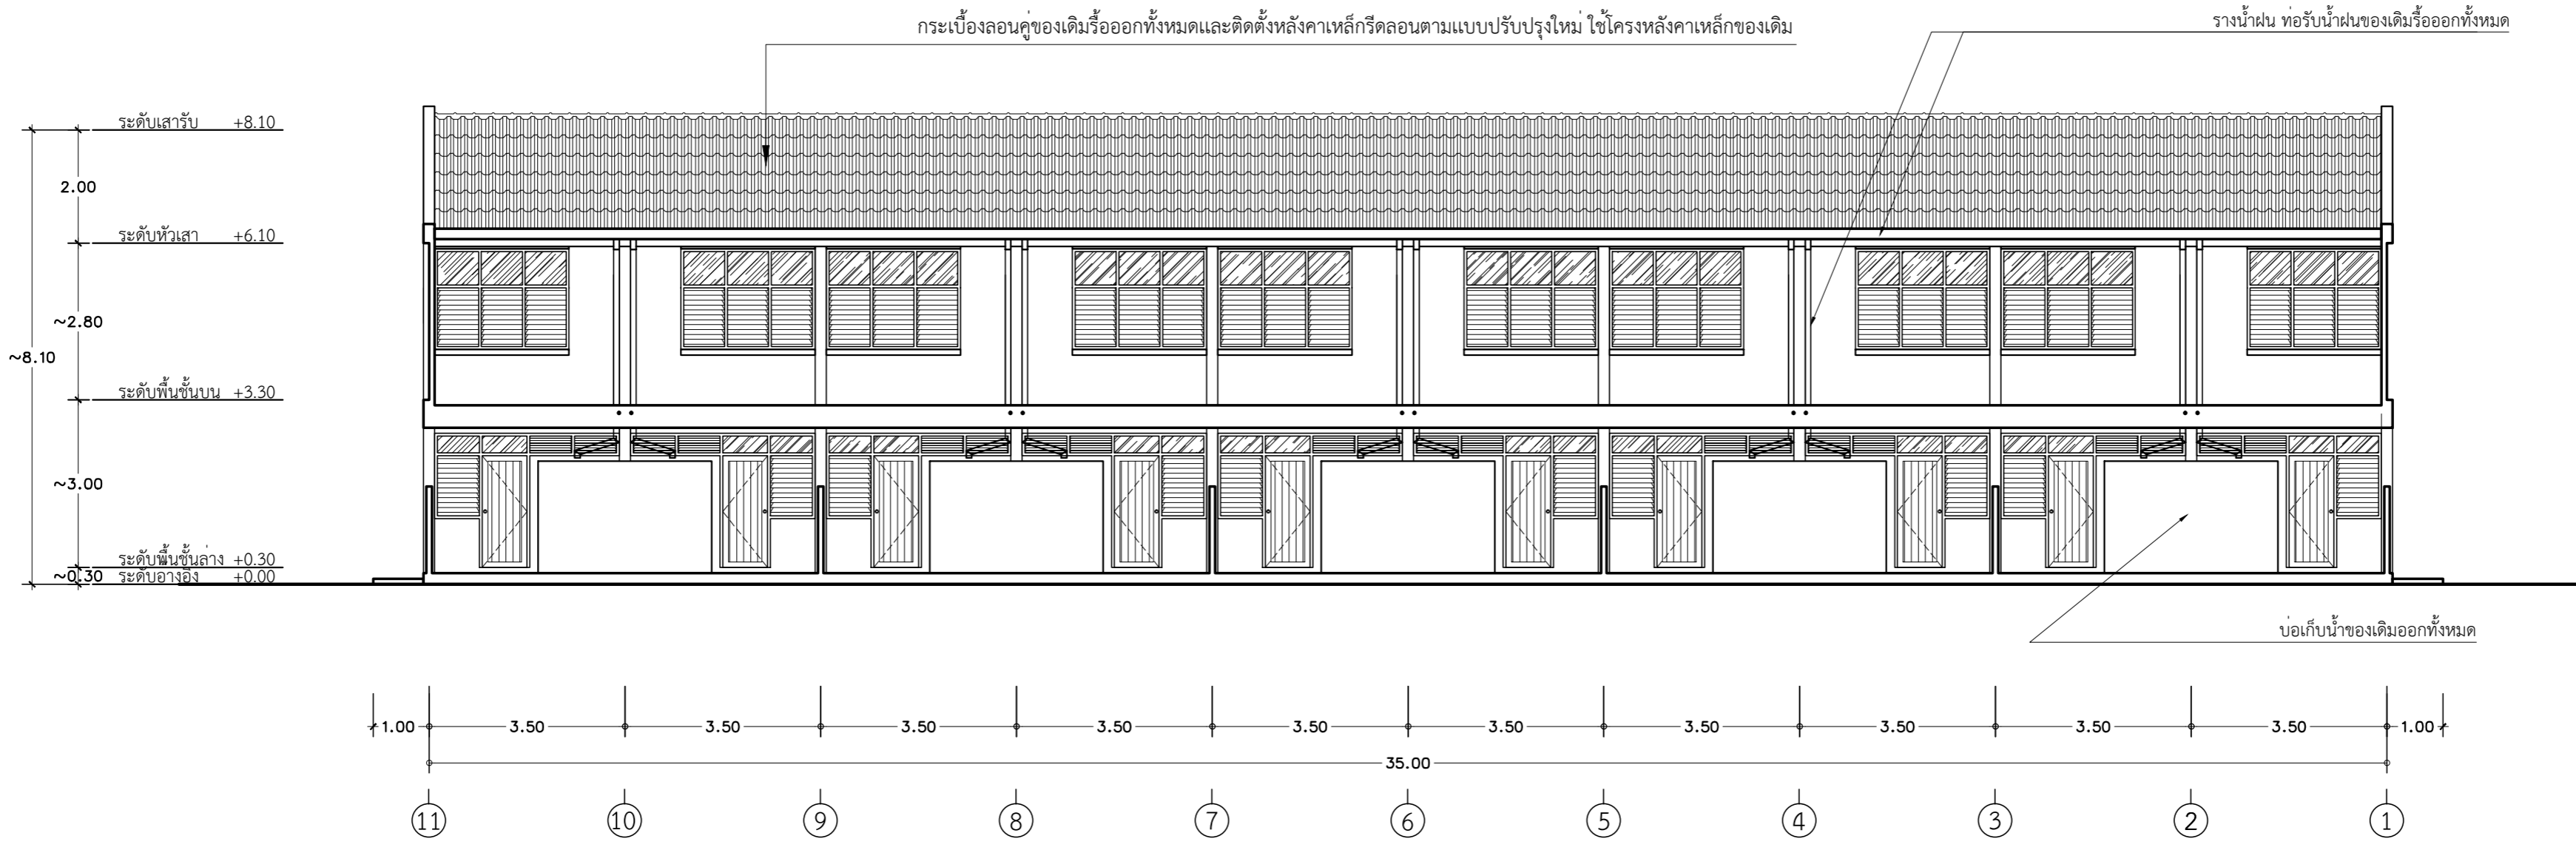 กระเบื้องลอนคู่ของเดิมรื้อออกทั้งหมดและติดตั้งหลังคาเหล็กรีดลอนตามแบบปรับปรุงใหม่ ใช้โครงหลังคาเหล็กของเดิม
รางน้ำฝน ท่อรับน้ำฝนของเดิมรื้อออกทั้งหมด
ระดับเสารับ +8.10
2.00
ระดับหัวเสา +6.10
~2.80
~8.10
ระดับพื้นชั้นบน +3.30
~3.00
ระดับพื้นชั้นล่าง +0.30
~0.30 ระดับอ้างอิง +0.00
บ่อเก็บน้ำของเดิมออกทั้งหมด
1.00 3.50 3.50 3.50 3.50 3.50 3.50 3.50 3.50 3.50 3.50 1.00
35.00
11 10 9 8 7 6 5 4 3 2 1